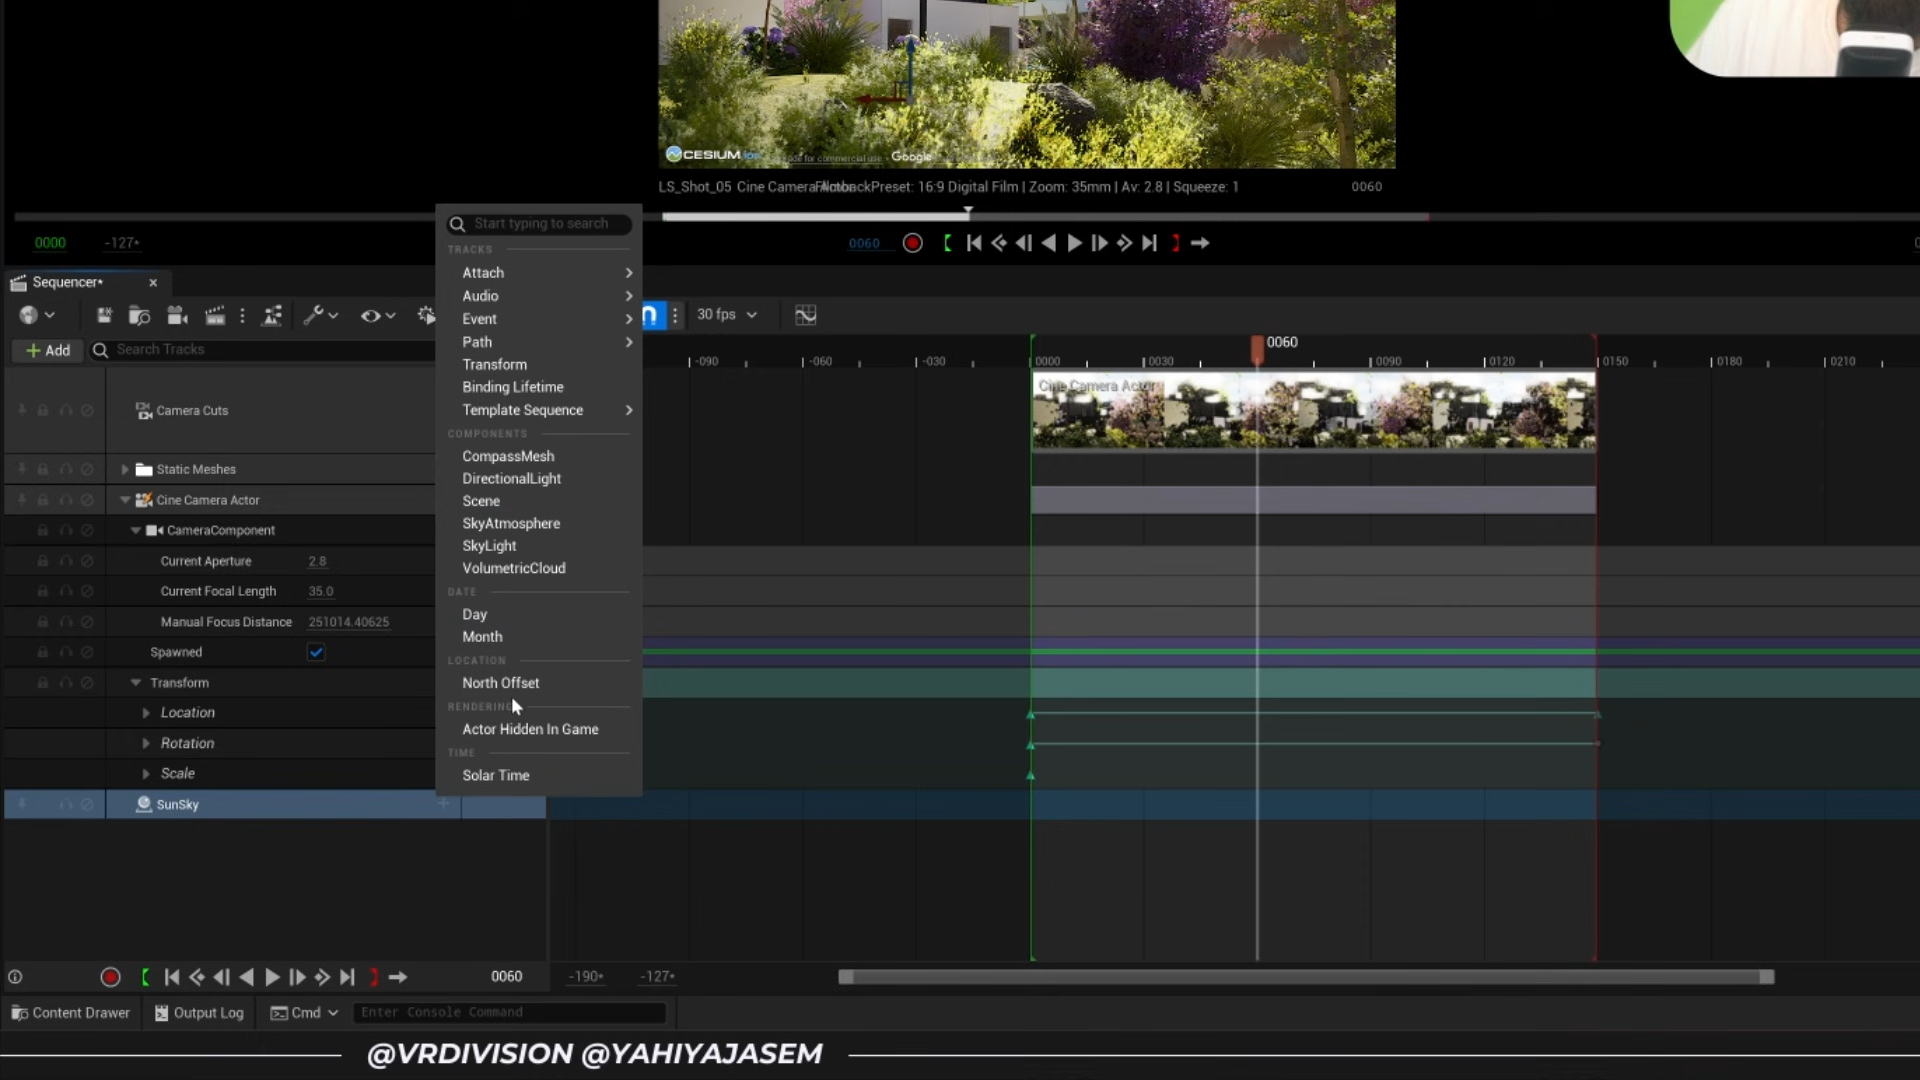 CESIUM ion
Google
LS_Shot_05 Cine Camera Actor
FilmbackPreset: 16:9 Digital Film | Zoom: 35mm | Av: 2.8 | Squeeze: 1
0060
0000
-127*
0060
Start typing to search
TRACKS
Attach
Audio
Event
Path
Transform
Binding Lifetime
Template Sequence
COMPONENTS
CompassMesh
DirectionalLight
Scene
SkyAtmosphere
SkyLight
VolumetricCloud
DATE
Day
Month
LOCATION
North Offset
RENDERING
Actor Hidden In Game
TIME
Solar Time
Sequencer*
30 fps
Add
Search Tracks
0060
-090
-060
-030
0000
0030
0090
0120
0150
0180
0210
Camera Cuts
Cine Camera Actor
Static Meshes
Cine Camera Actor
CameraComponent
Current Aperture 2.8
Current Focal Length 35.0
Manual Focus Distance 251014.40625
Spawned
Transform
Location
Rotation
Scale
SunSky
0060
-190*
-127*
Content Drawer
Output Log
Cmd
Enter Console Command
@VRDIVISION @YAHIYAJASEM